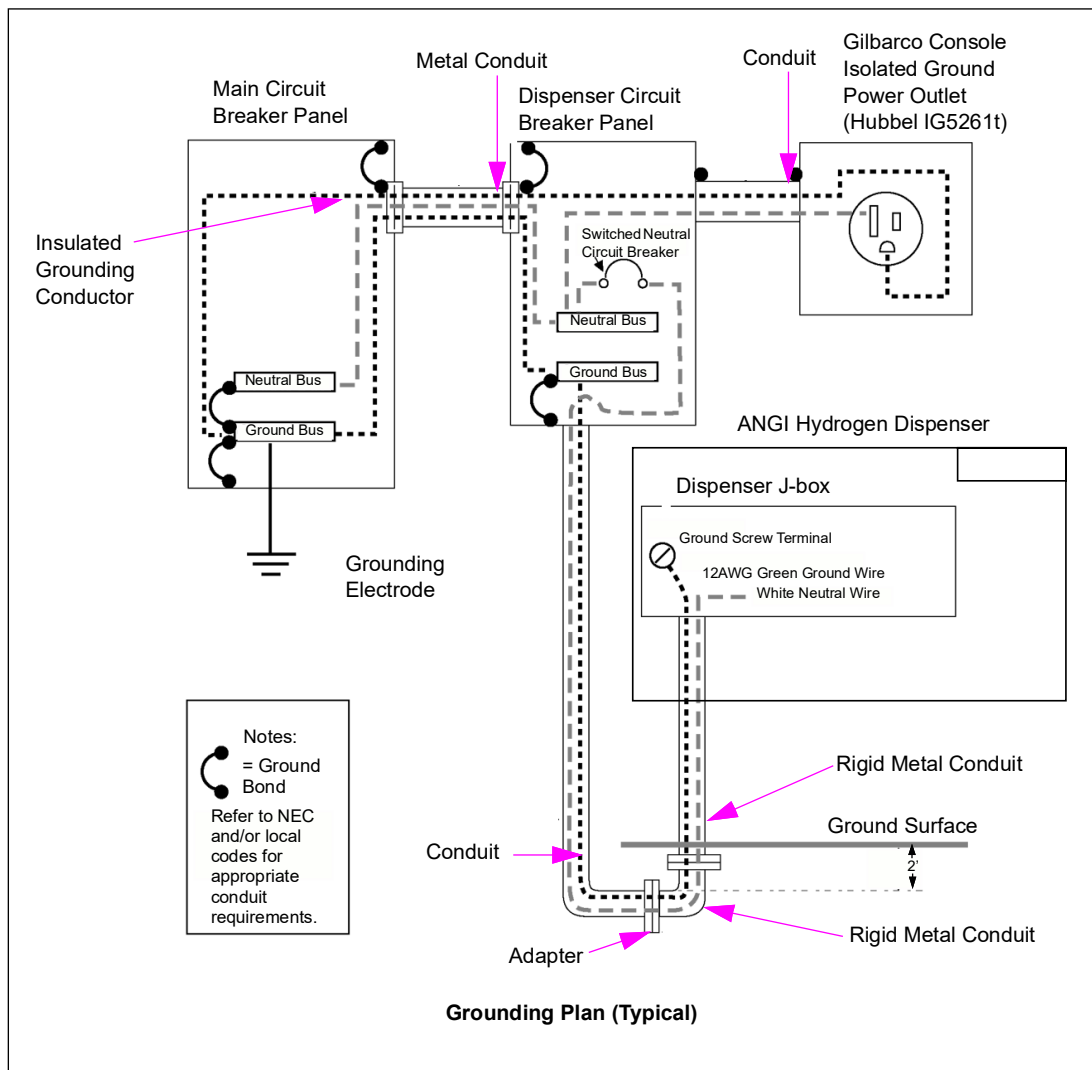 Main Circuit
Breaker Panel
Metal Conduit
Dispenser Circuit
Breaker Panel
Conduit
Gilbarco Console
Isolated Ground
Power Outlet
(Hubbel IG5261t)
Insulated
Grounding
Conductor
Switched Neutral
Circuit Breaker
Neutral Bus
Ground Bus
Neutral Bus
Ground Bus
Grounding
Electrode
ANGI Hydrogen Dispenser
Dispenser J-box
Ground Screw Terminal
12AWG Green Ground Wire
White Neutral Wire
Notes:
= Ground
Bond
Refer to NEC
and/or local
codes for
appropriate
conduit
requirements.
Rigid Metal Conduit
Ground Surface
2'
Conduit
Rigid Metal Conduit
Adapter
Grounding Plan (Typical)